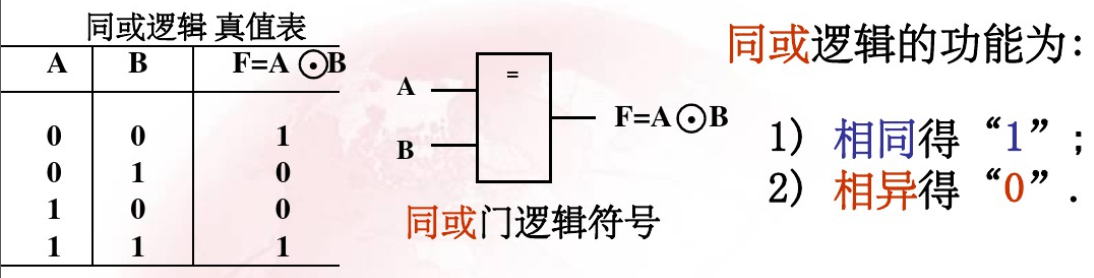 同或逻辑 真值表
A B F=A⊙B
0 0 1
0 1 0
1 0 0
1 1 1
A
B
=
F=A⊙B
同或门逻辑符号
同或逻辑的功能为:
1) 相同得“1”;
2) 相异得“0”.